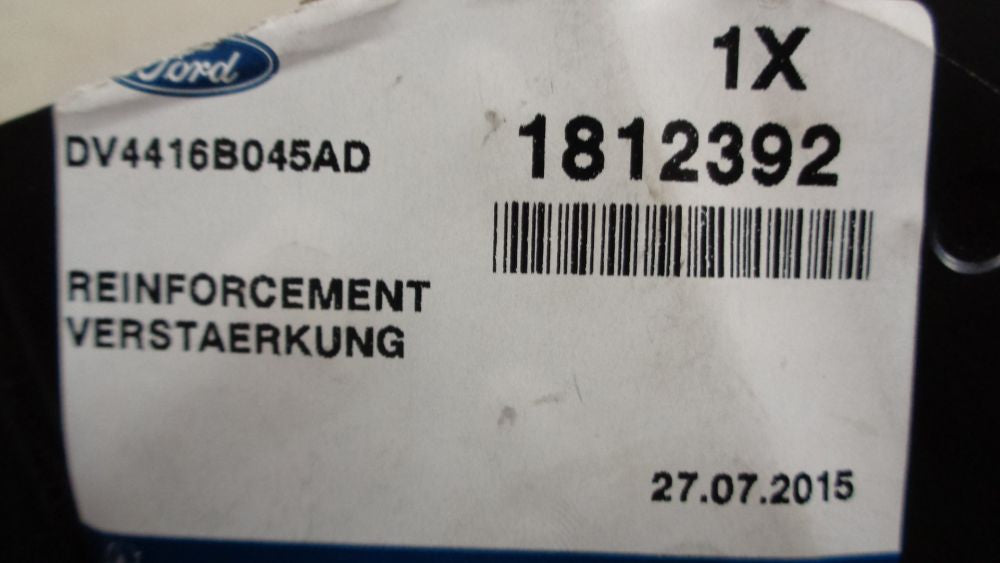 Ford
1X
DV4416B045AD
1812392
REINFORCEMENT
VERSTAERKUNG
27.07.2015